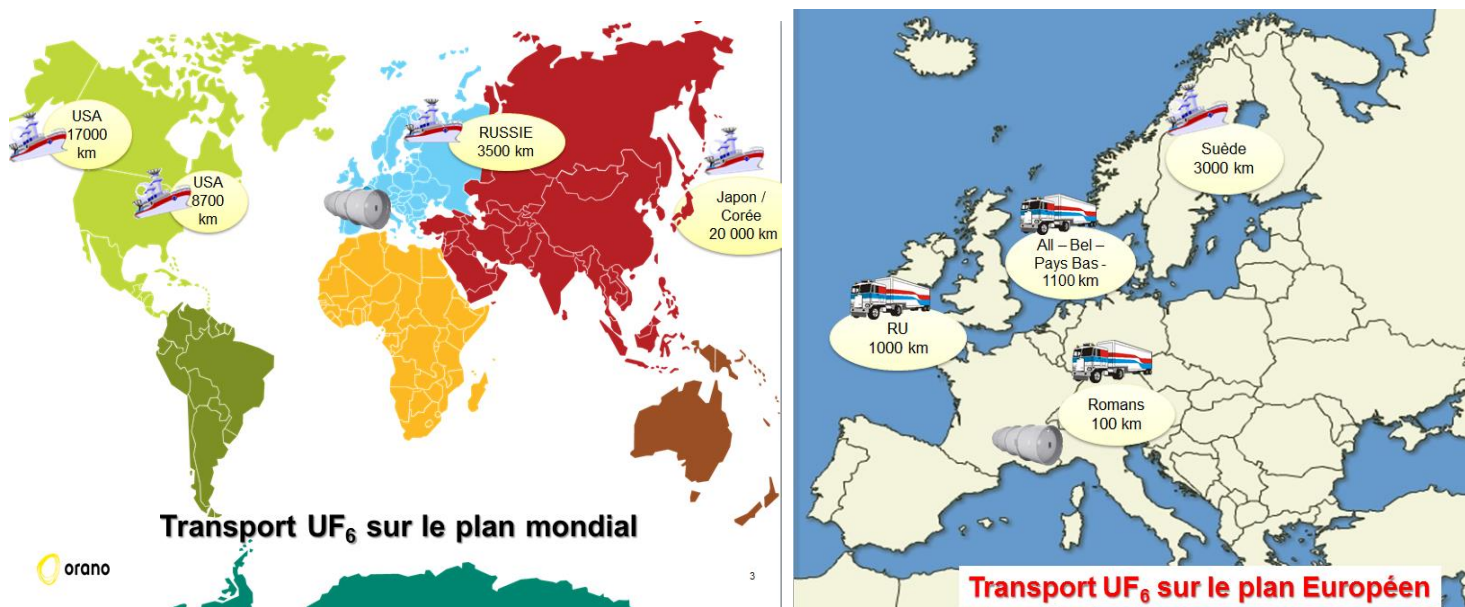 USA
17000
km
USA
8700
km
RUSSIE
3500 km
Japon /
Corée
20 000 km
Transport UF₆ sur le plan mondial
orano
3
Suède
3000 km
All – Bel –
Pays Bas -
1100 km
RU
1000 km
Romans
100 km
Transport UF₆ sur le plan Européen